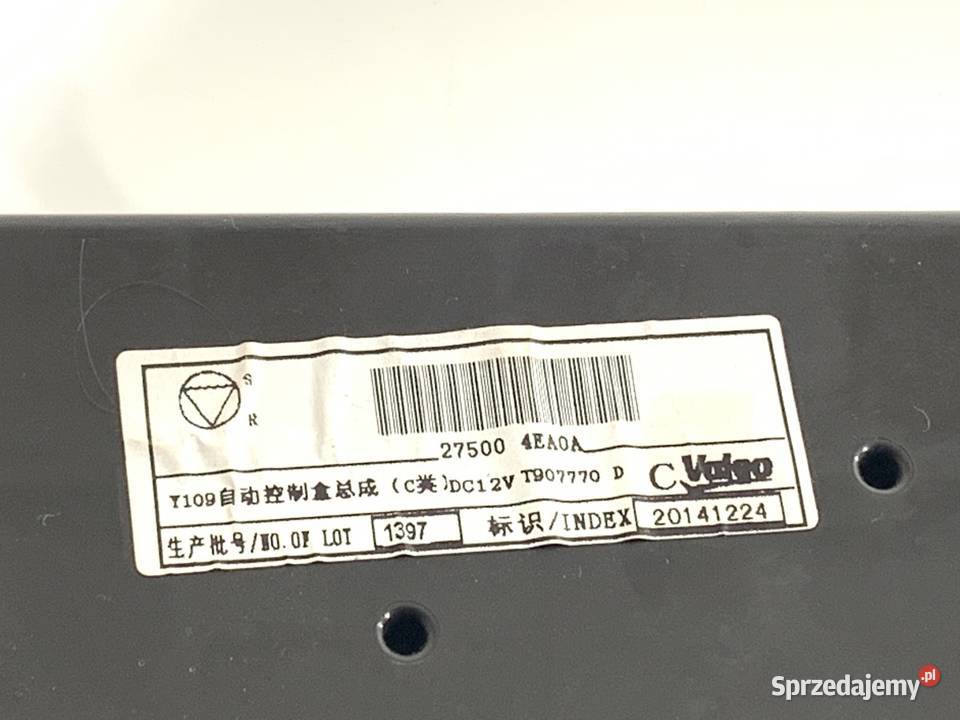 S
R
27500 4EA0A
Y109自动控制盒总成 (C类)DC12V T907770 D C Valeo
生产批号/NO.OF LOT 1397 标识/INDEX 20141224
Sprzedajemy.pl